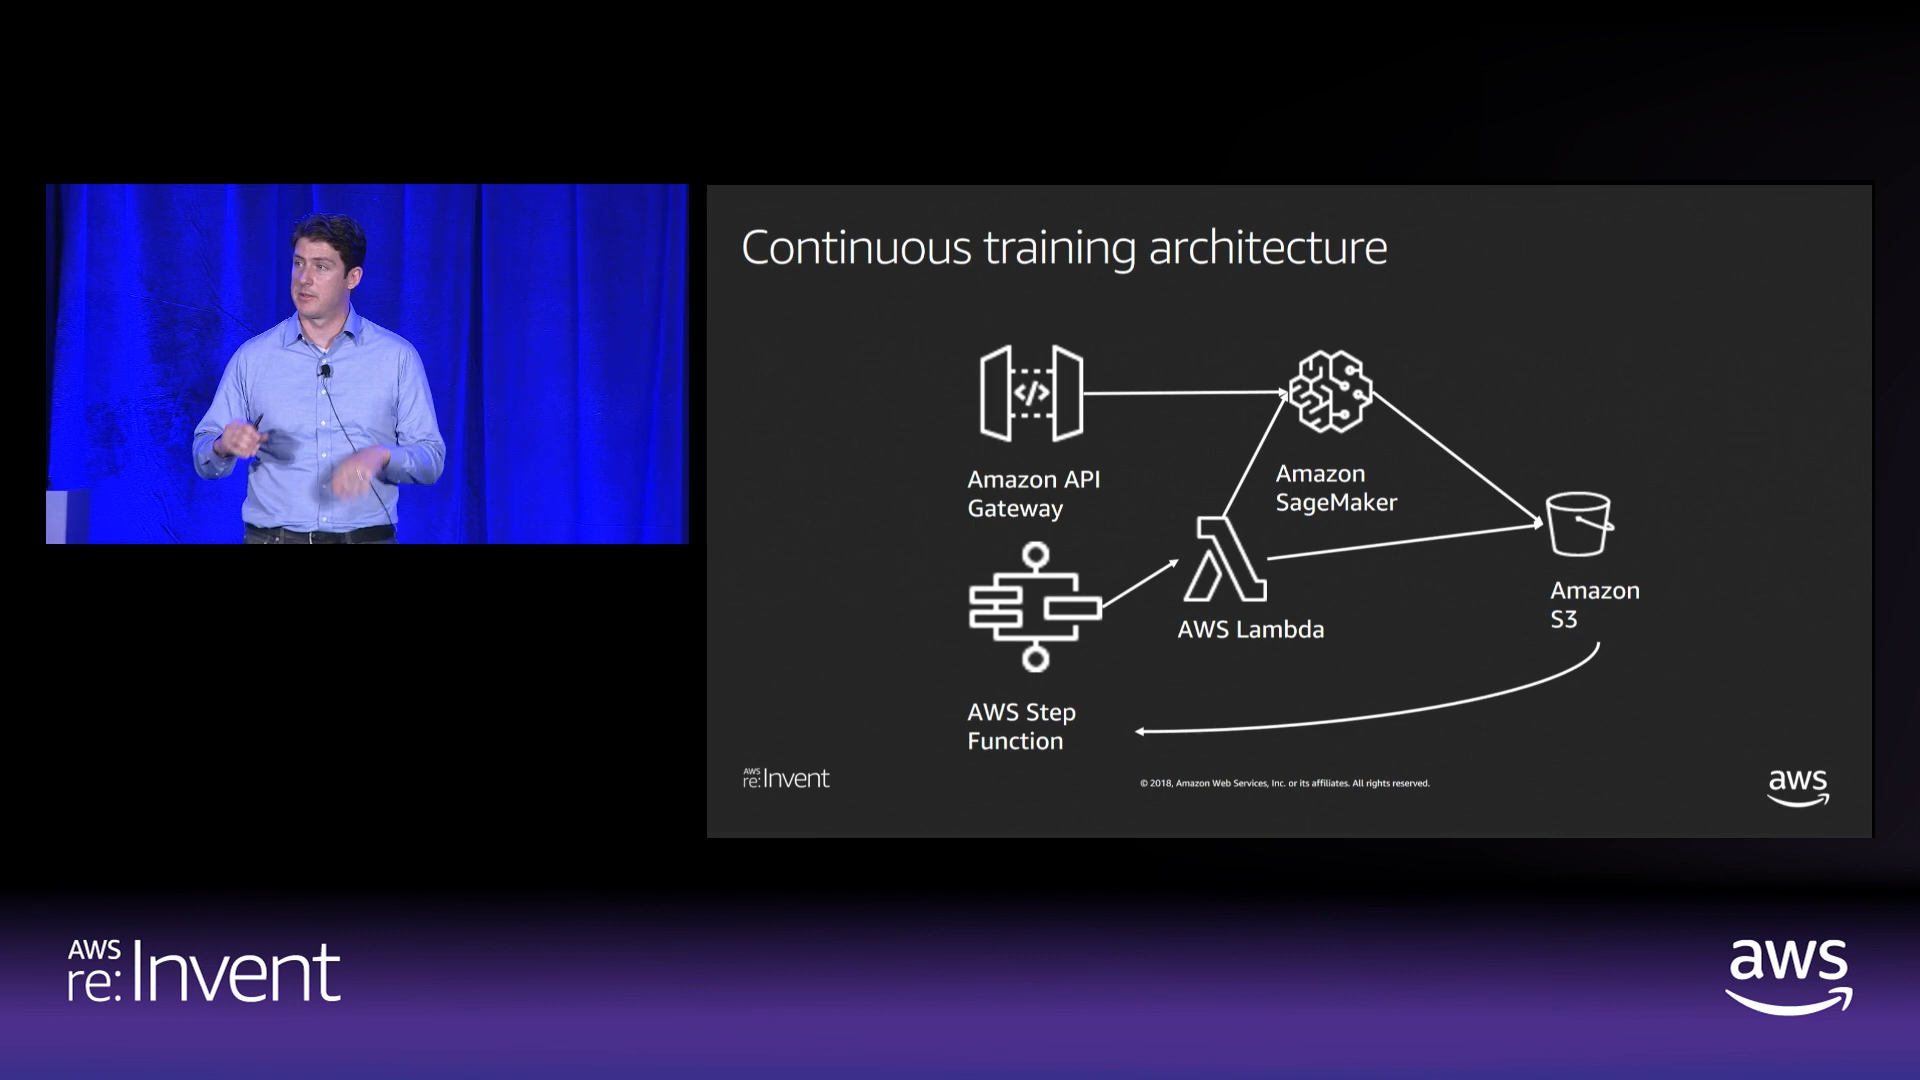 Continuous training architecture
Amazon API
Gateway
Amazon
SageMaker
AWS Lambda
Amazon
S3
AWS Step
Function
AWS
re:Invent
© 2018, Amazon Web Services, Inc. or its affiliates. All rights reserved.
aws
AWS
re:Invent
aws